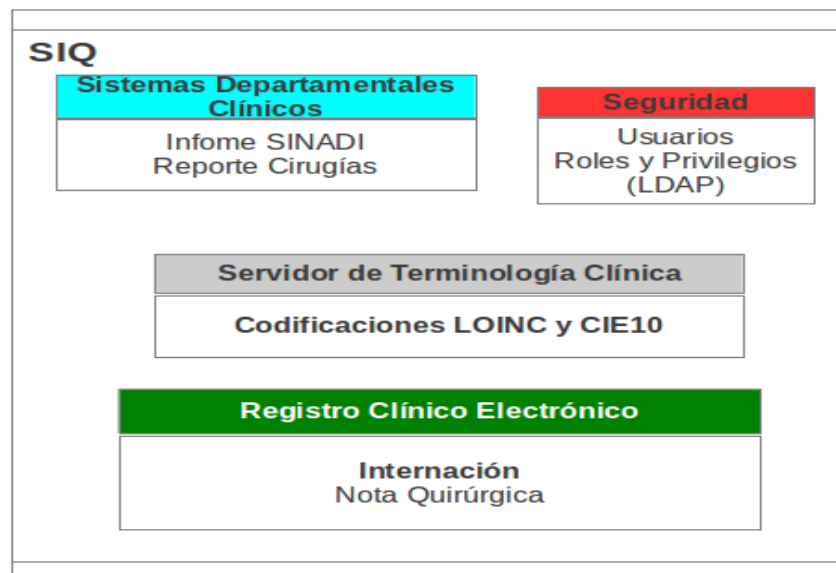 SIQ
Sistemas Departamentales
Clínicos
Infome SINADI
Reporte Cirugías
Seguridad
Usuarios
Roles y Privilegios
(LDAP)
Servidor de Terminología Clínica
Codificaciones LOINC y CIE10
Registro Clínico Electrónico
Internación
Nota Quirúrgica